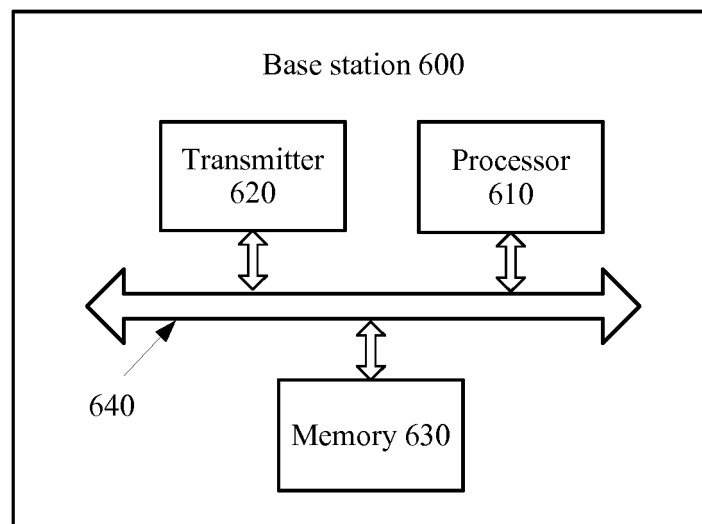 Base station 600
Transmitter
620
Processor
610
640
Memory 630